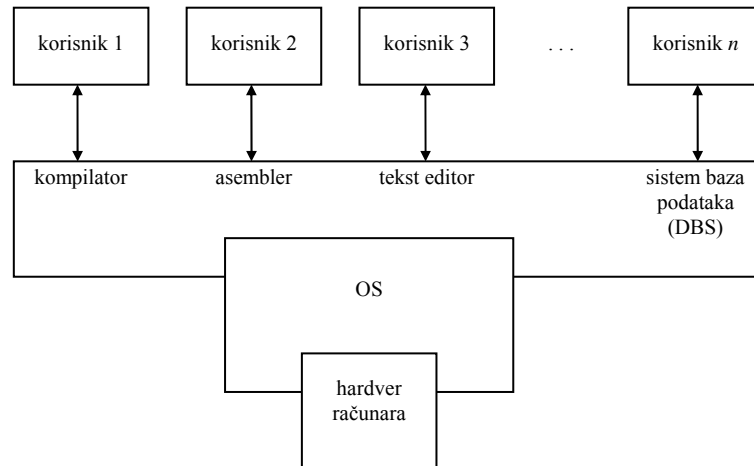 korisnik 1
korisnik 2
korisnik 3
. . .
korisnik n
kompilator
asembler
tekst editor
sistem baza
podataka
(DBS)
OS
hardver
računara